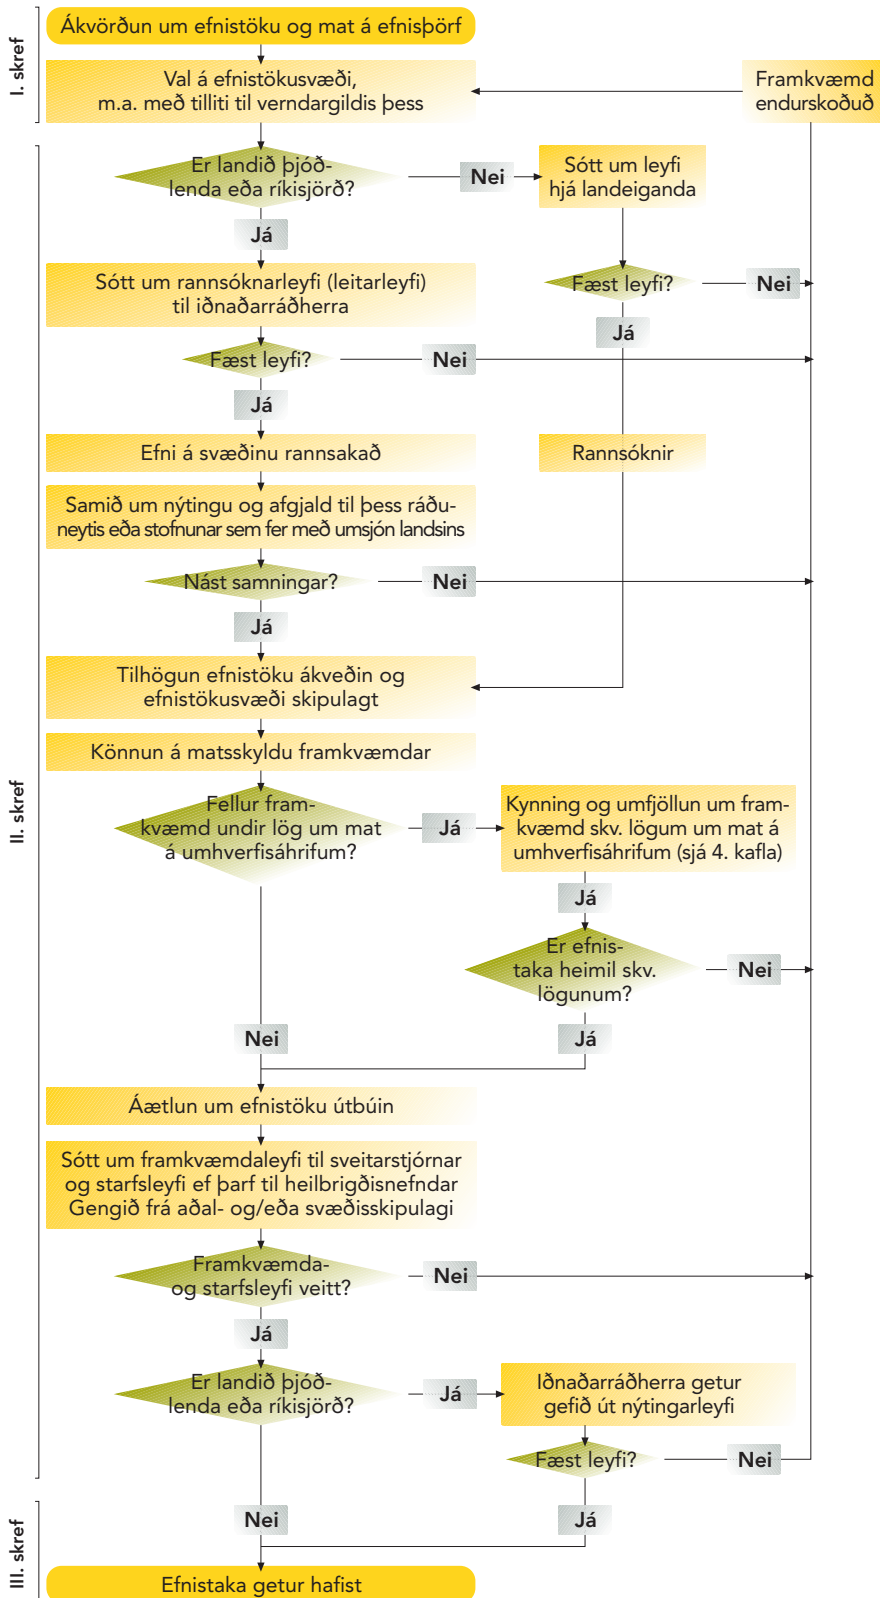 I. skref
Ákvörðun um efnistöku og mat á efnisþörf
Val á efnistökusvæði,
m.a. með tilliti til verndargildis þess
Framkvæmd
endurskoðuð
II. skref
Er landið þjóð-
lenda eða ríkisjörð?
Nei
Sótt um leyfi
hjá landeiganda
Já
Sótt um rannsóknarleyfi (leitarleyfi)
til iðnaðarráðherra
Fæst leyfi?
Nei
Já
Fæst leyfi?
Nei
Já
Efni á svæðinu rannsakað
Rannsóknir
Samið um nýtingu og afgjald til þess ráðu-
neytis eða stofnunar sem fer með umsjón landsins
Nást samningar?
Nei
Já
Tilhögun efnistöku ákveðin og
efnistökusvæði skipulagt
Könnun á matsskyldu framkvæmdar
Fellur fram-
kvæmd undir lög um mat
á umhverfisáhrifum?
Já
Kynning og umfjöllun um fram-
kvæmd skv. lögum um mat á
umhverfisáhrifum (sjá 4. kafla)
Já
Er efnis-
taka heimil skv.
lögunum?
Nei
Nei
Já
Áætlun um efnistöku útbúin
Sótt um framkvæmdaleyfi til sveitarstjórnar
og starfsleyfi ef þarf til heilbrigðisnefndar
Gengið frá aðal- og/eða svæðisskipulagi
Framkvæmda-
og starfsleyfi veitt?
Nei
Já
Er landið þjóð-
lenda eða ríkisjörð?
Já
Iðnaðarráðherra getur
gefið út nýtingarleyfi
Fæst leyfi?
Nei
III. skref
Nei
Já
Efnistaka getur hafist